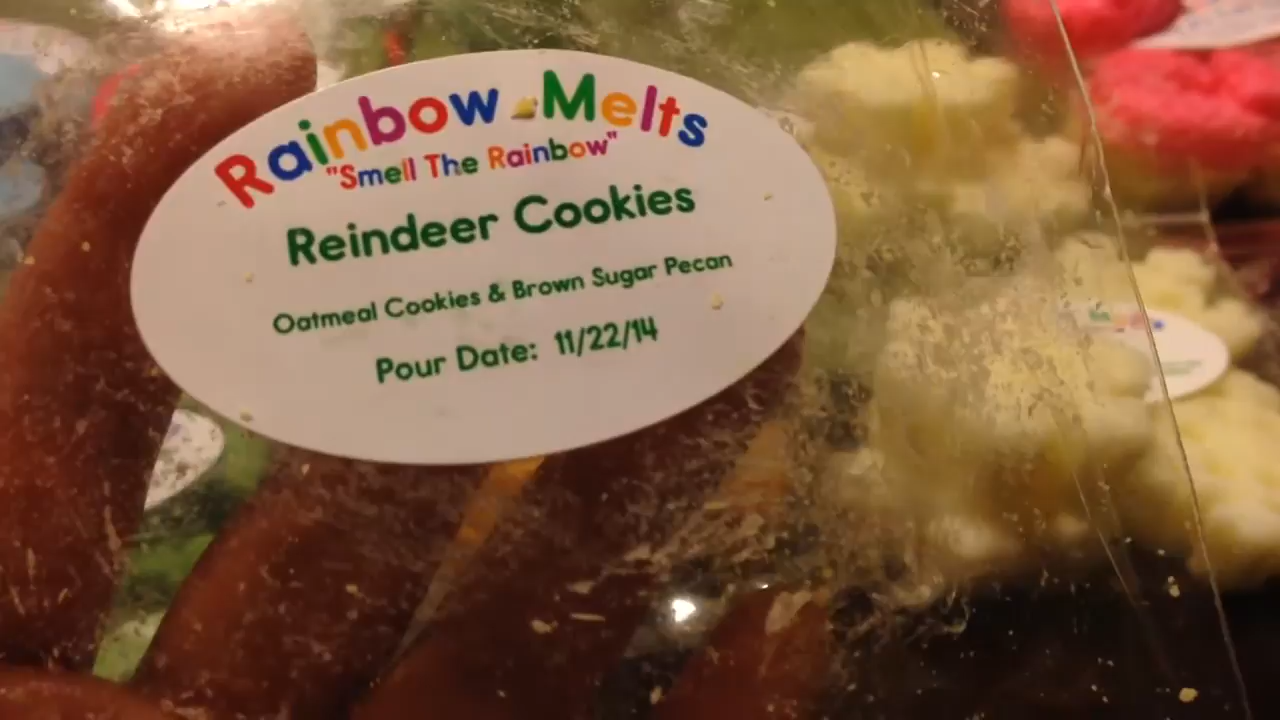 Rainbow Melts
"Smell The Rainbow"
Reindeer Cookies
Oatmeal Cookies & Brown Sugar Pecan
Pour Date: 11/22/14